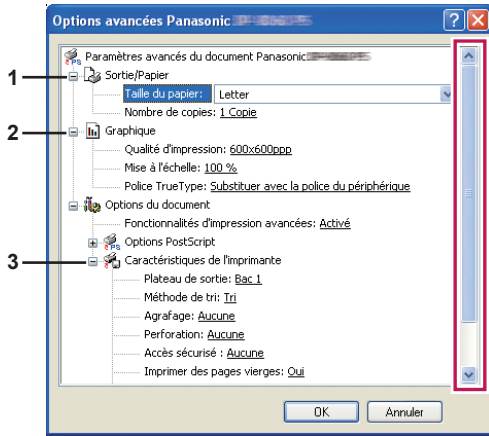 Options avancées Panasonic
Paramètres avancés du document Panasonic
1 Sortie/Papier
Taille du papier: Letter
Nombre de copies: 1 Copie
2 Graphique
Qualité d'impression: 600x600ppp
Mise à l'échelle: 100 %
Police TrueType: Substituer avec la police du périphérique
Options du document
Fonctionnalités d'impression avancées: Activé
Options PostScript
3 Caractéristiques de l'imprimante
Plateau de sortie: Bac 1
Méthode de tri: Tri
Agrafage: Aucune
Perforation: Aucune
Accès sécurisé : Aucune
Imprimer des pages vierges: Oui
OK Annuler